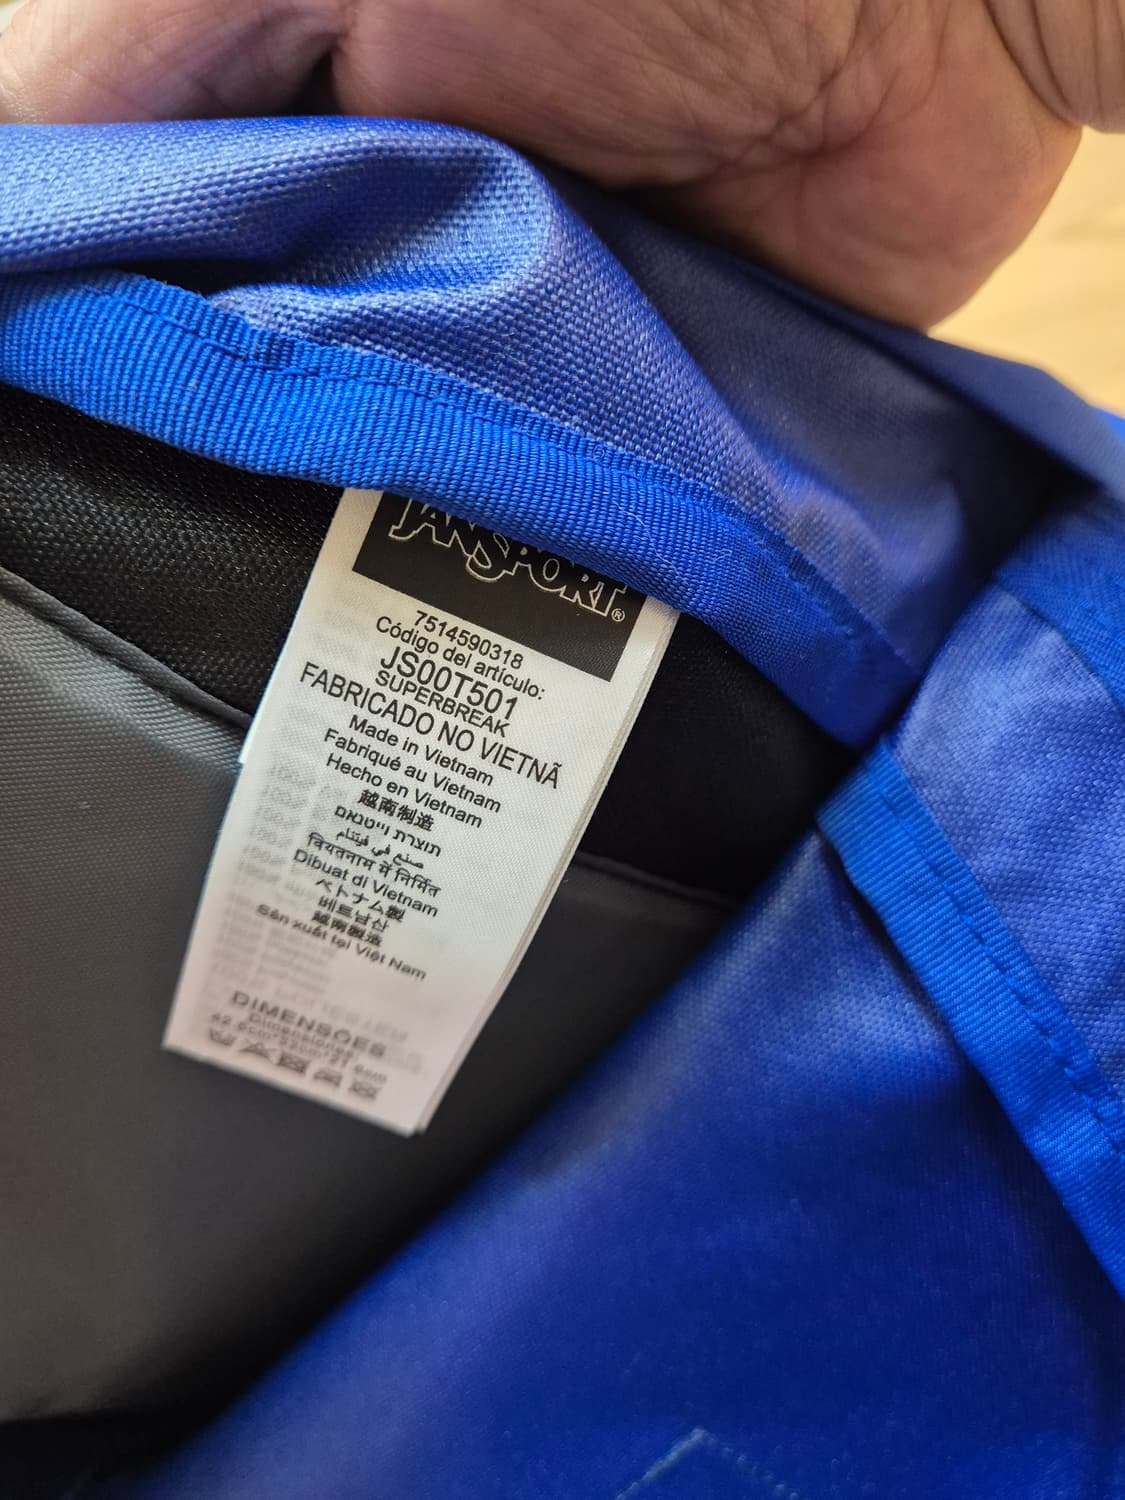 JANSPORT®
7514590318
Código del artículo:
JS00T501
SUPERBREAK
FABRICADO NO VIETNÃ
Made in Vietnam
Fabriqué au Vietnam
Hecho en Vietnam
越南制造
תוצרת וייטנאם
صنع في فيتنام
वियतनाम में निर्मित
Dibuat di Vietnam
ベトナム製
베트남산
越南製造
Sản xuất tại Việt Nam
DIMENSÕES
Dimensiones: